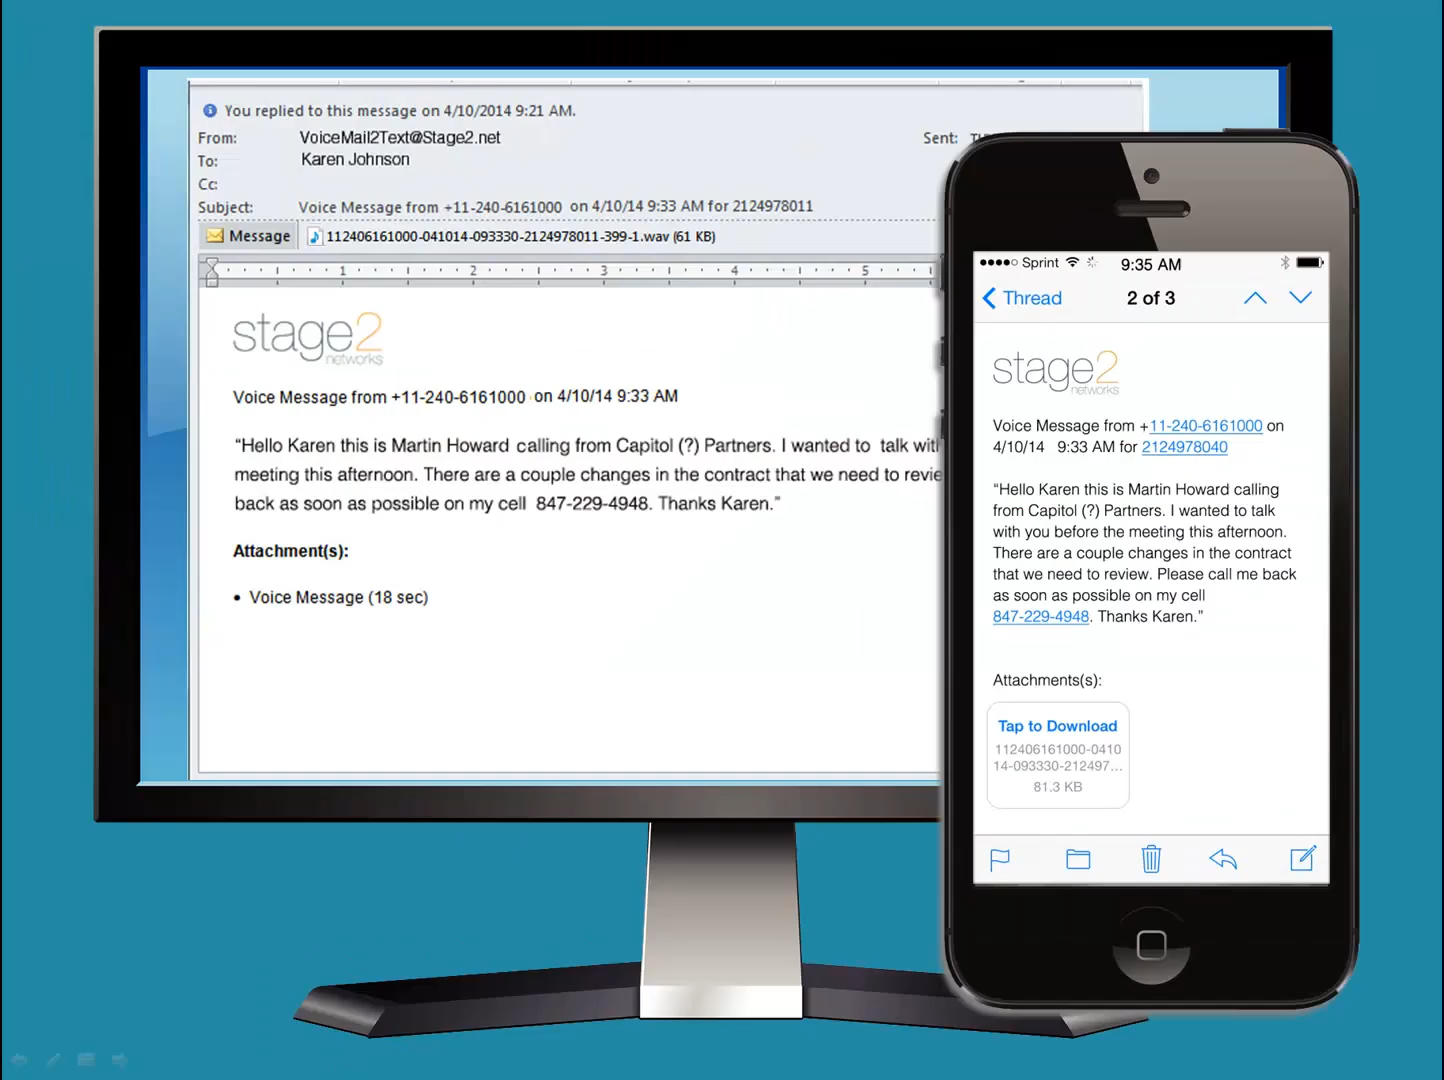 You replied to this message on 4/10/2014 9:21 AM.
From: VoiceMail2Text@Stage2.net
Sent:
To: Karen Johnson
Cc:
Subject: Voice Message from +11-240-6161000 on 4/10/14 9:33 AM for 2124978011
Message 112406161000-041014-093330-2124978011-399-1.wav (61 KB)
1 2 3 4 5
stage2
networks
Voice Message from +11-240-6161000 on 4/10/14 9:33 AM
“Hello Karen this is Martin Howard calling from Capitol (?) Partners. I wanted to talk
meeting this afternoon. There are a couple changes in the contract that we need to
back as soon as possible on my cell 847-229-4948. Thanks Karen.”
Attachment(s):
• Voice Message (18 sec)
Sprint 9:35 AM
Thread 2 of 3
stage2
networks
Voice Message from +11-240-6161000 on
4/10/14 9:33 AM for 2124978040
“Hello Karen this is Martin Howard calling
from Capitol (?) Partners. I wanted to talk
with you before the meeting this afternoon.
There are a couple changes in the contract
that we need to review. Please call me back
as soon as possible on my cell
847-229-4948. Thanks Karen.”
Attachments(s):
Tap to Download
112406161000-0410
14-093330-212497...
81.3 KB